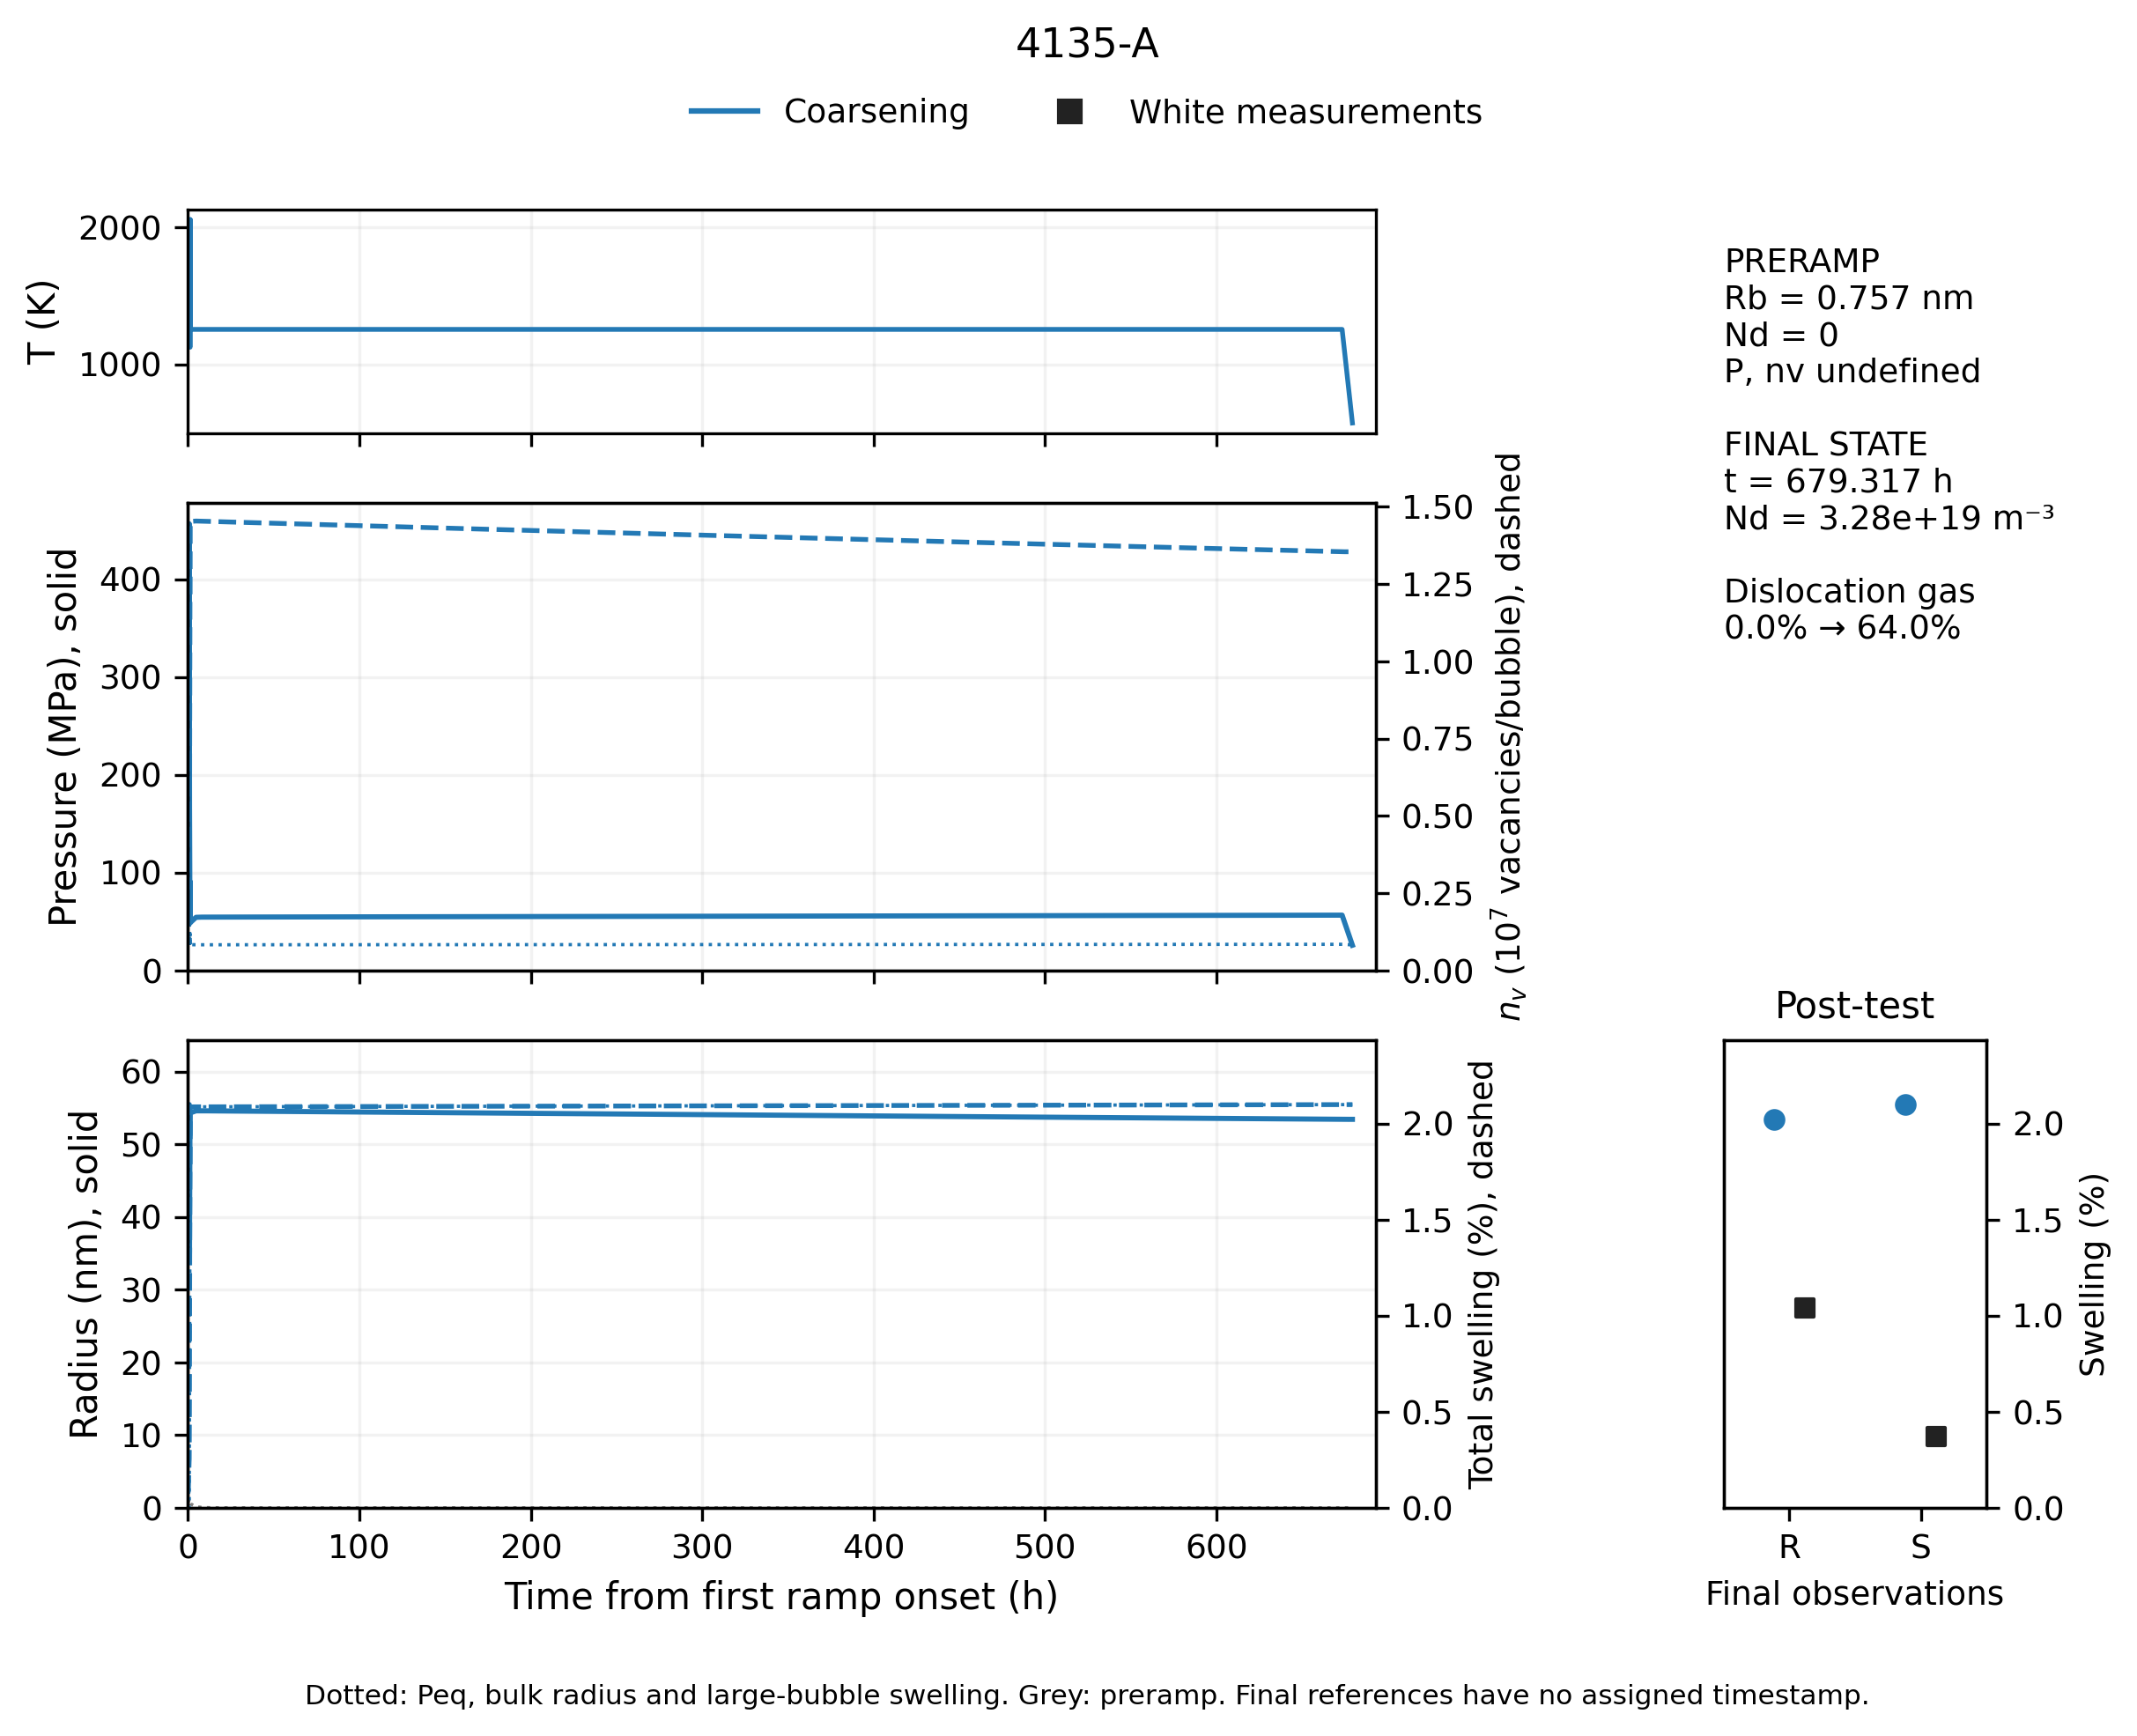 4135-A
Coarsening
White measurements
T (K)
2000
1000
PRERAMP
Rb = 0.757 nm
Nd = 0
P, nv undefined
FINAL STATE
t = 679.317 h
Nd = 3.28e+19 m⁻³
Dislocation gas
0.0% → 64.0%
Pressure (MPa), solid
400
300
200
100
0
1.50
1.25
1.00
0.75
0.50
0.25
0.00
nᵥ (10⁷ vacancies/bubble), dashed
Radius (nm), solid
60
50
40
30
20
10
0
2.0
1.5
1.0
0.5
0.0
Total swelling (%), dashed
0
100
200
300
400
500
600
Time from first ramp onset (h)
Post-test
2.0
1.5
1.0
0.5
0.0
Swelling (%)
R
S
Final observations
Dotted: Peq, bulk radius and large-bubble swelling. Grey: preramp. Final references have no assigned timestamp.